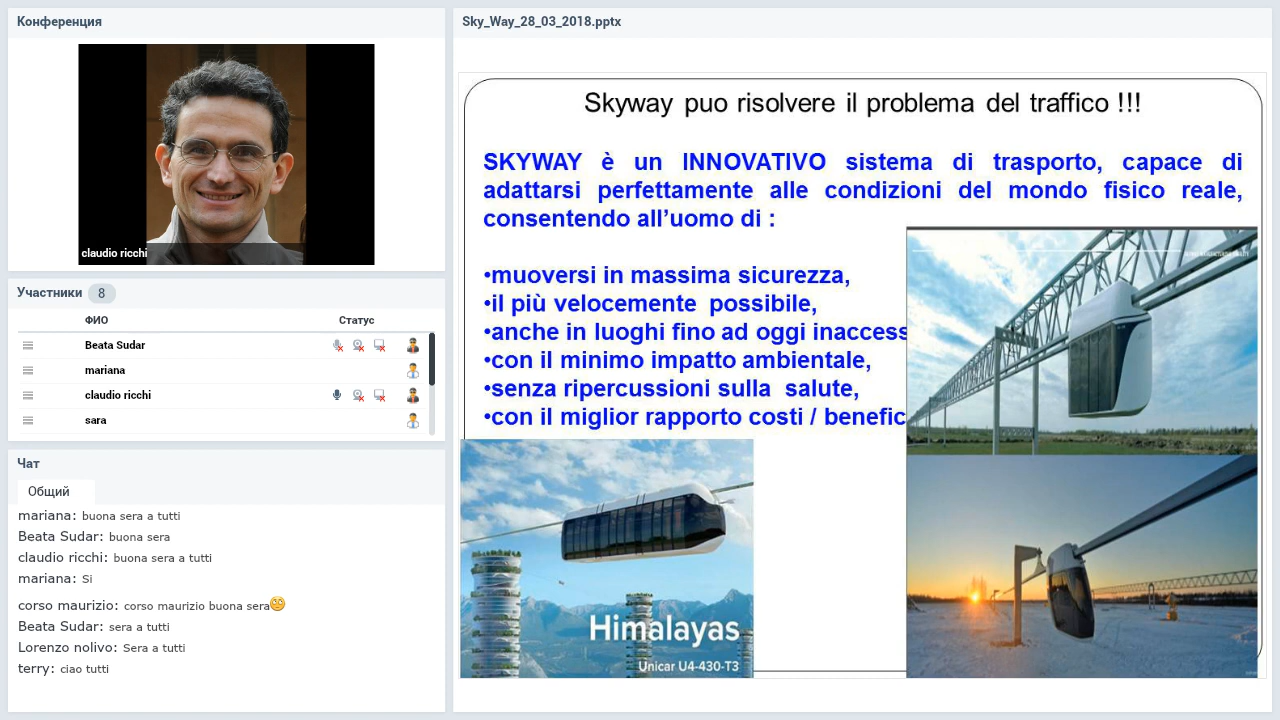 Конференция
claudio ricchi
Участники 8
ФИО Статус
Beata Sudar
mariana
claudio ricchi
sara
Чат
Общий
mariana: buona sera a tutti
Beata Sudar: buona sera
claudio ricchi: buona sera a tutti
mariana: Si
corso maurizio: corso maurizio buona sera
Beata Sudar: sera a tutti
Lorenzo nolivo: Sera a tutti
terry: ciao tutti
Sky_Way_28_03_2018.pptx
Skyway puo risolvere il problema del traffico !!!
SKYWAY è un INNOVATIVO sistema di trasporto, capace di
adattarsi perfettamente alle condizioni del mondo fisico reale,
consentendo all’uomo di :
•muoversi in massima sicurezza,
•il più velocemente possibile,
•anche in luoghi fino ad oggi inaccess
•con il minimo impatto ambientale,
•senza ripercussioni sulla salute,
•con il miglior rapporto costi / benefic
Himalayas
Unicar U4-430-T3